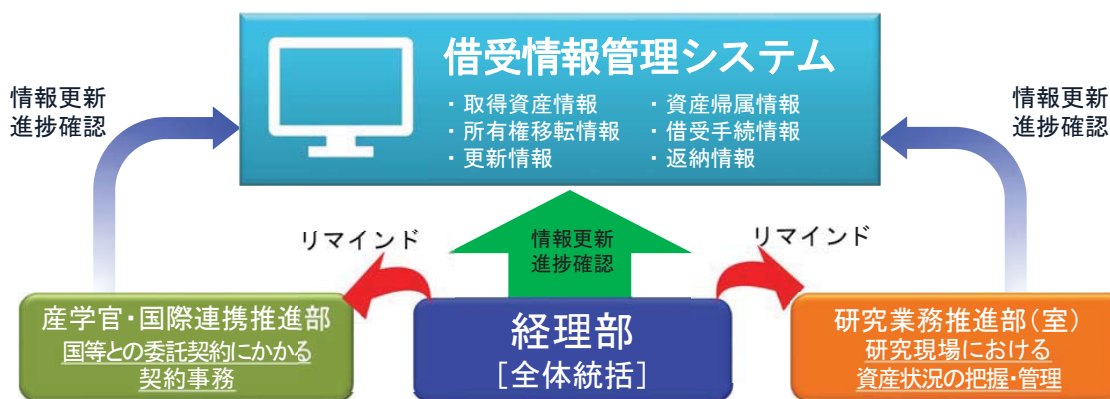 借受情報管理システム
・取得資産情報
・資産帰属情報
・所有権移転情報
・借受手続情報
・更新情報
・返納情報
情報更新
進捗確認
情報更新
進捗確認
リマインド
情報更新
進捗確認
リマインド
産学官・国際連携推進部
国等との委託契約にかかる
契約事務
経理部
[全体統括]
研究業務推進部(室)
研究現場における
資産状況の把握・管理